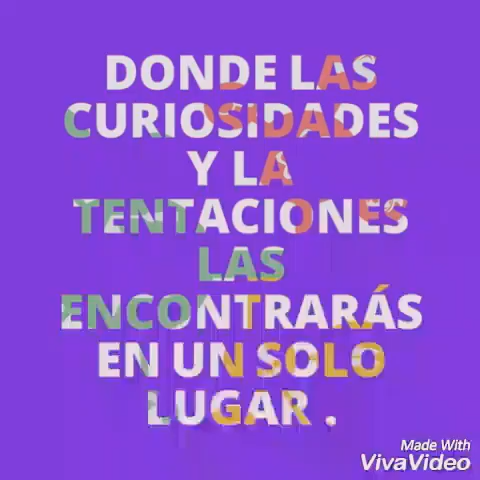 DONDE LAS
CURIOSIDADES
Y LA
TENTACIONES
LAS
ENCONTRARÁS
EN UN SOLO
LUGAR .
Made With
VivaVideo